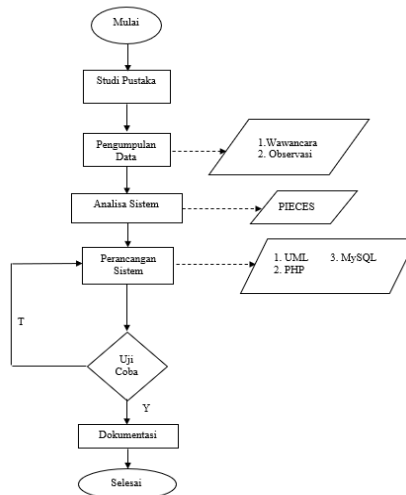 Mulai
Studi Pustaka
Pengumpulan
Data
1.Wawancara
2. Observasi
Analisa Sistem
PIECES
Perancangan
Sistem
1. UML 3. MySQL
2. PHP
T
Uji
Coba
Y
Dokumentasi
Selesai